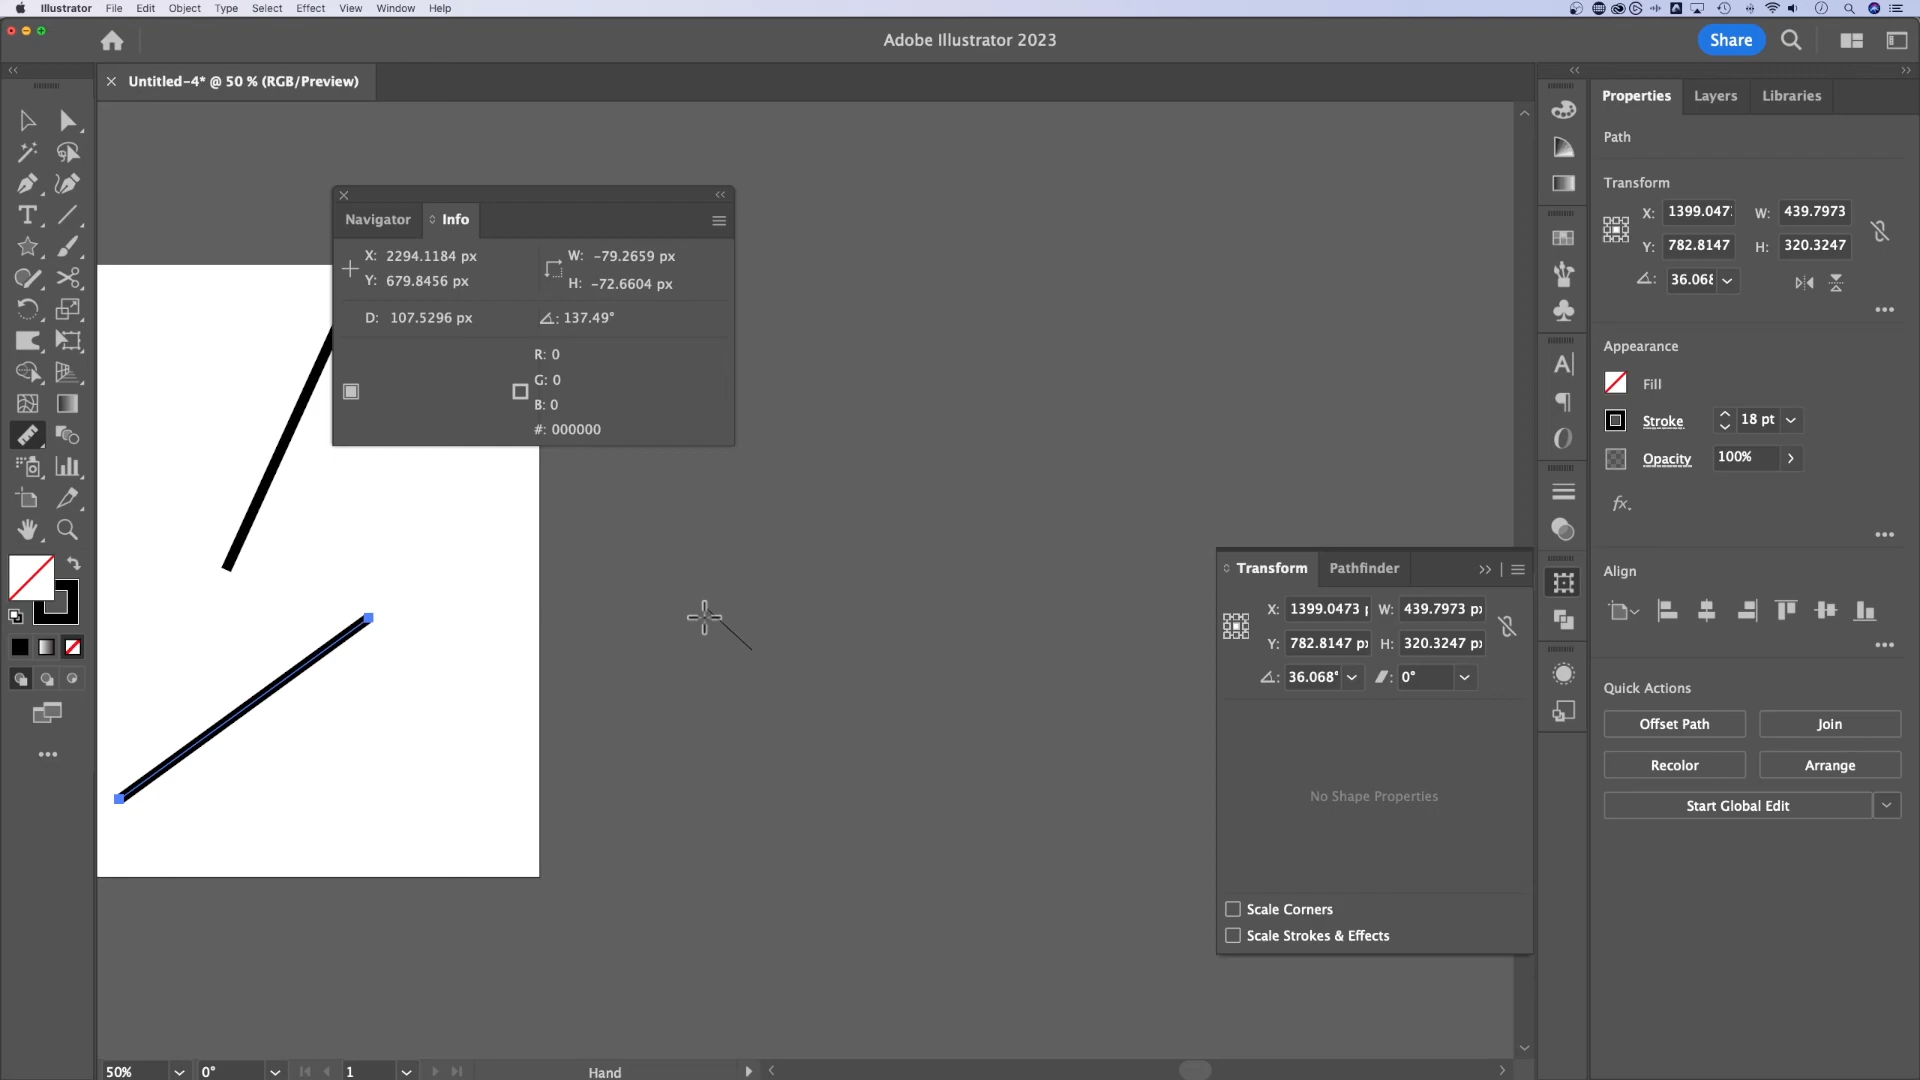 Illustrator File Edit Object Type Select Effect View Window Help
Adobe Illustrator 2023
Share
Untitled-4* @ 50 % (RGB/Preview)
Navigator Info
X: 2294.1184 px W: -79.2659 px
Y: 679.8456 px H: -72.6604 px
D: 107.5296 px : 137.49°
R: 0
G: 0
B: 0
#: 000000
Transform Pathfinder
X: 1399.0473 W: 439.7973 px
Y: 782.8147 px H: 320.3247 px
: 36.068° : 0°
No Shape Properties
Scale Corners
Scale Strokes & Effects
Properties Layers Libraries
Path
Transform
X: 1399.047 W: 439.7973
Y: 782.8147 H: 320.3247
: 36.068
Appearance
Fill
Stroke 18 pt
Opacity 100%
fx.
Align
Quick Actions
Offset Path Join
Recolor Arrange
Start Global Edit
50% 0° 1 Hand